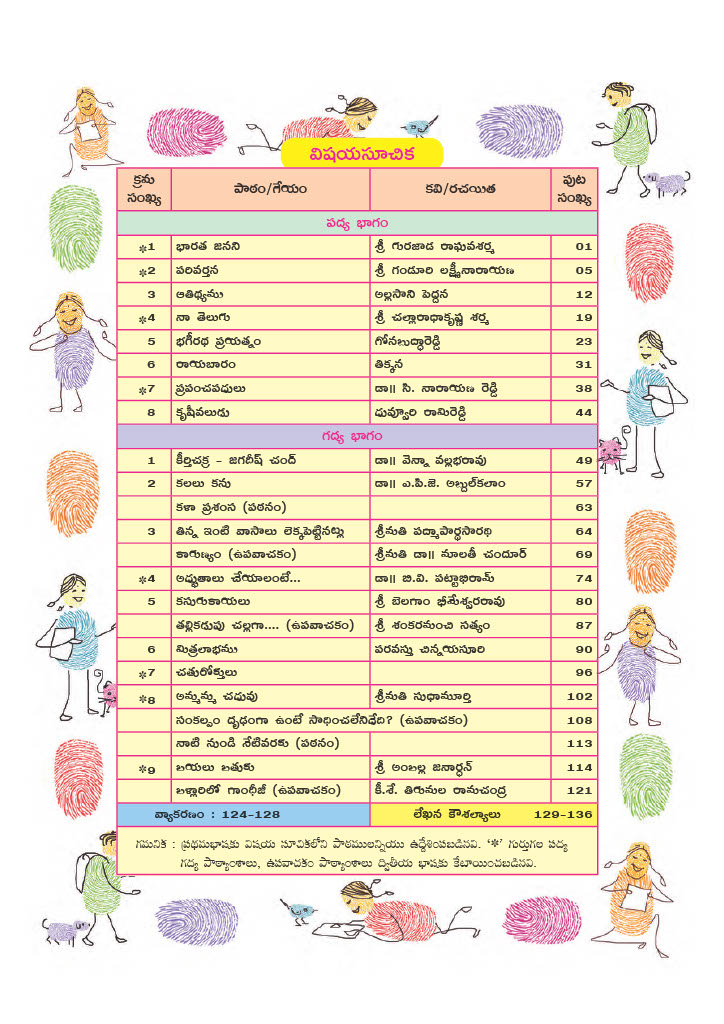 విషయసూచిక
క్రమ సంఖ్య పాఠం/గేయం కవి/రచయిత పుట సంఖ్య
పద్య భాగం
*1 భారత జనని శ్రీ గురజాడ రాఘవశర్మ 01
*2 పరివర్తన శ్రీ గండూరి లక్ష్మీనారాయణ 05
3 ఆతిథ్యము అల్లసాని పెద్దన 12
*4 నా తెలుగు శ్రీ చల్లారాధాకృష్ణ శర్మ 19
5 భగీరథ ప్రయత్నం గోనబుద్ధారెడ్డి 23
6 రాయబారం తిక్కన 31
*7 ప్రపంచపధులు డా॥ సి. నారాయణ రెడ్డి 38
8 కృషీవలుడు ధువ్వూరి రామిరెడ్డి 44
గద్య భాగం
1 కీర్తిచక్ర - జగదీష్ చంద్ డా॥ వెన్నా వల్లభరావు 49
2 కలలు కను డా॥ ఎ.పి.జె. అబ్దుల్‌కలాం 57
కళా ప్రశంస (పఠనం) 63
3 తిన్న ఇంటి వాసాలు లెక్కపెట్టినట్లు శ్రీమతి పద్మాపార్థసారథి 64
కారుణ్యం (ఉపవాచకం) శ్రీమతి డా॥ మాలతీ చందూర్ 69
*4 అద్భుతాలు చేయాలంటే... డా॥ బి.వి. పట్టాభిరామ్ 74
5 కసురుకాయలు శ్రీ బెలగాం భీమేశ్వరరావు 80
తల్లికడుపు చల్లగా.... (ఉపవాచకం) శ్రీ శంకరమంచి సత్యం 87
6 మిత్రలాభము పరవస్తు చిన్నయసూరి 90
*7 చతురోక్తులు 96
*8 అమ్మమ్మ చదువు శ్రీమతి సుధామూర్తి 102
సంకల్పం దృఢంగా ఉంటే సాధించలేనిదేది? (ఉపవాచకం) 108
నాటి నుండి నేటివరకు (పఠనం) 113
*9 బయలు బతుకు శ్రీ అంబల్ల జనార్ధన్ 114
బళ్లారిలో గాంధీజీ (ఉపవాచకం) కీ.శే. తిరుమల రామచంద్ర 121
వ్యాకరణం : 124-128 లేఖన కౌశల్యాలు 129-136
గమనిక : ప్రథమభాషకు విషయ సూచికలోని పాఠములన్నియు ఉద్దేశింపబడినవి. ‘*’ గుర్తుగల పద్య
గద్య పాఠ్యాంశాలు, ఉపవాచకం పాఠ్యాంశాలు ద్వితీయ భాషకు కేటాయించబడినవి.